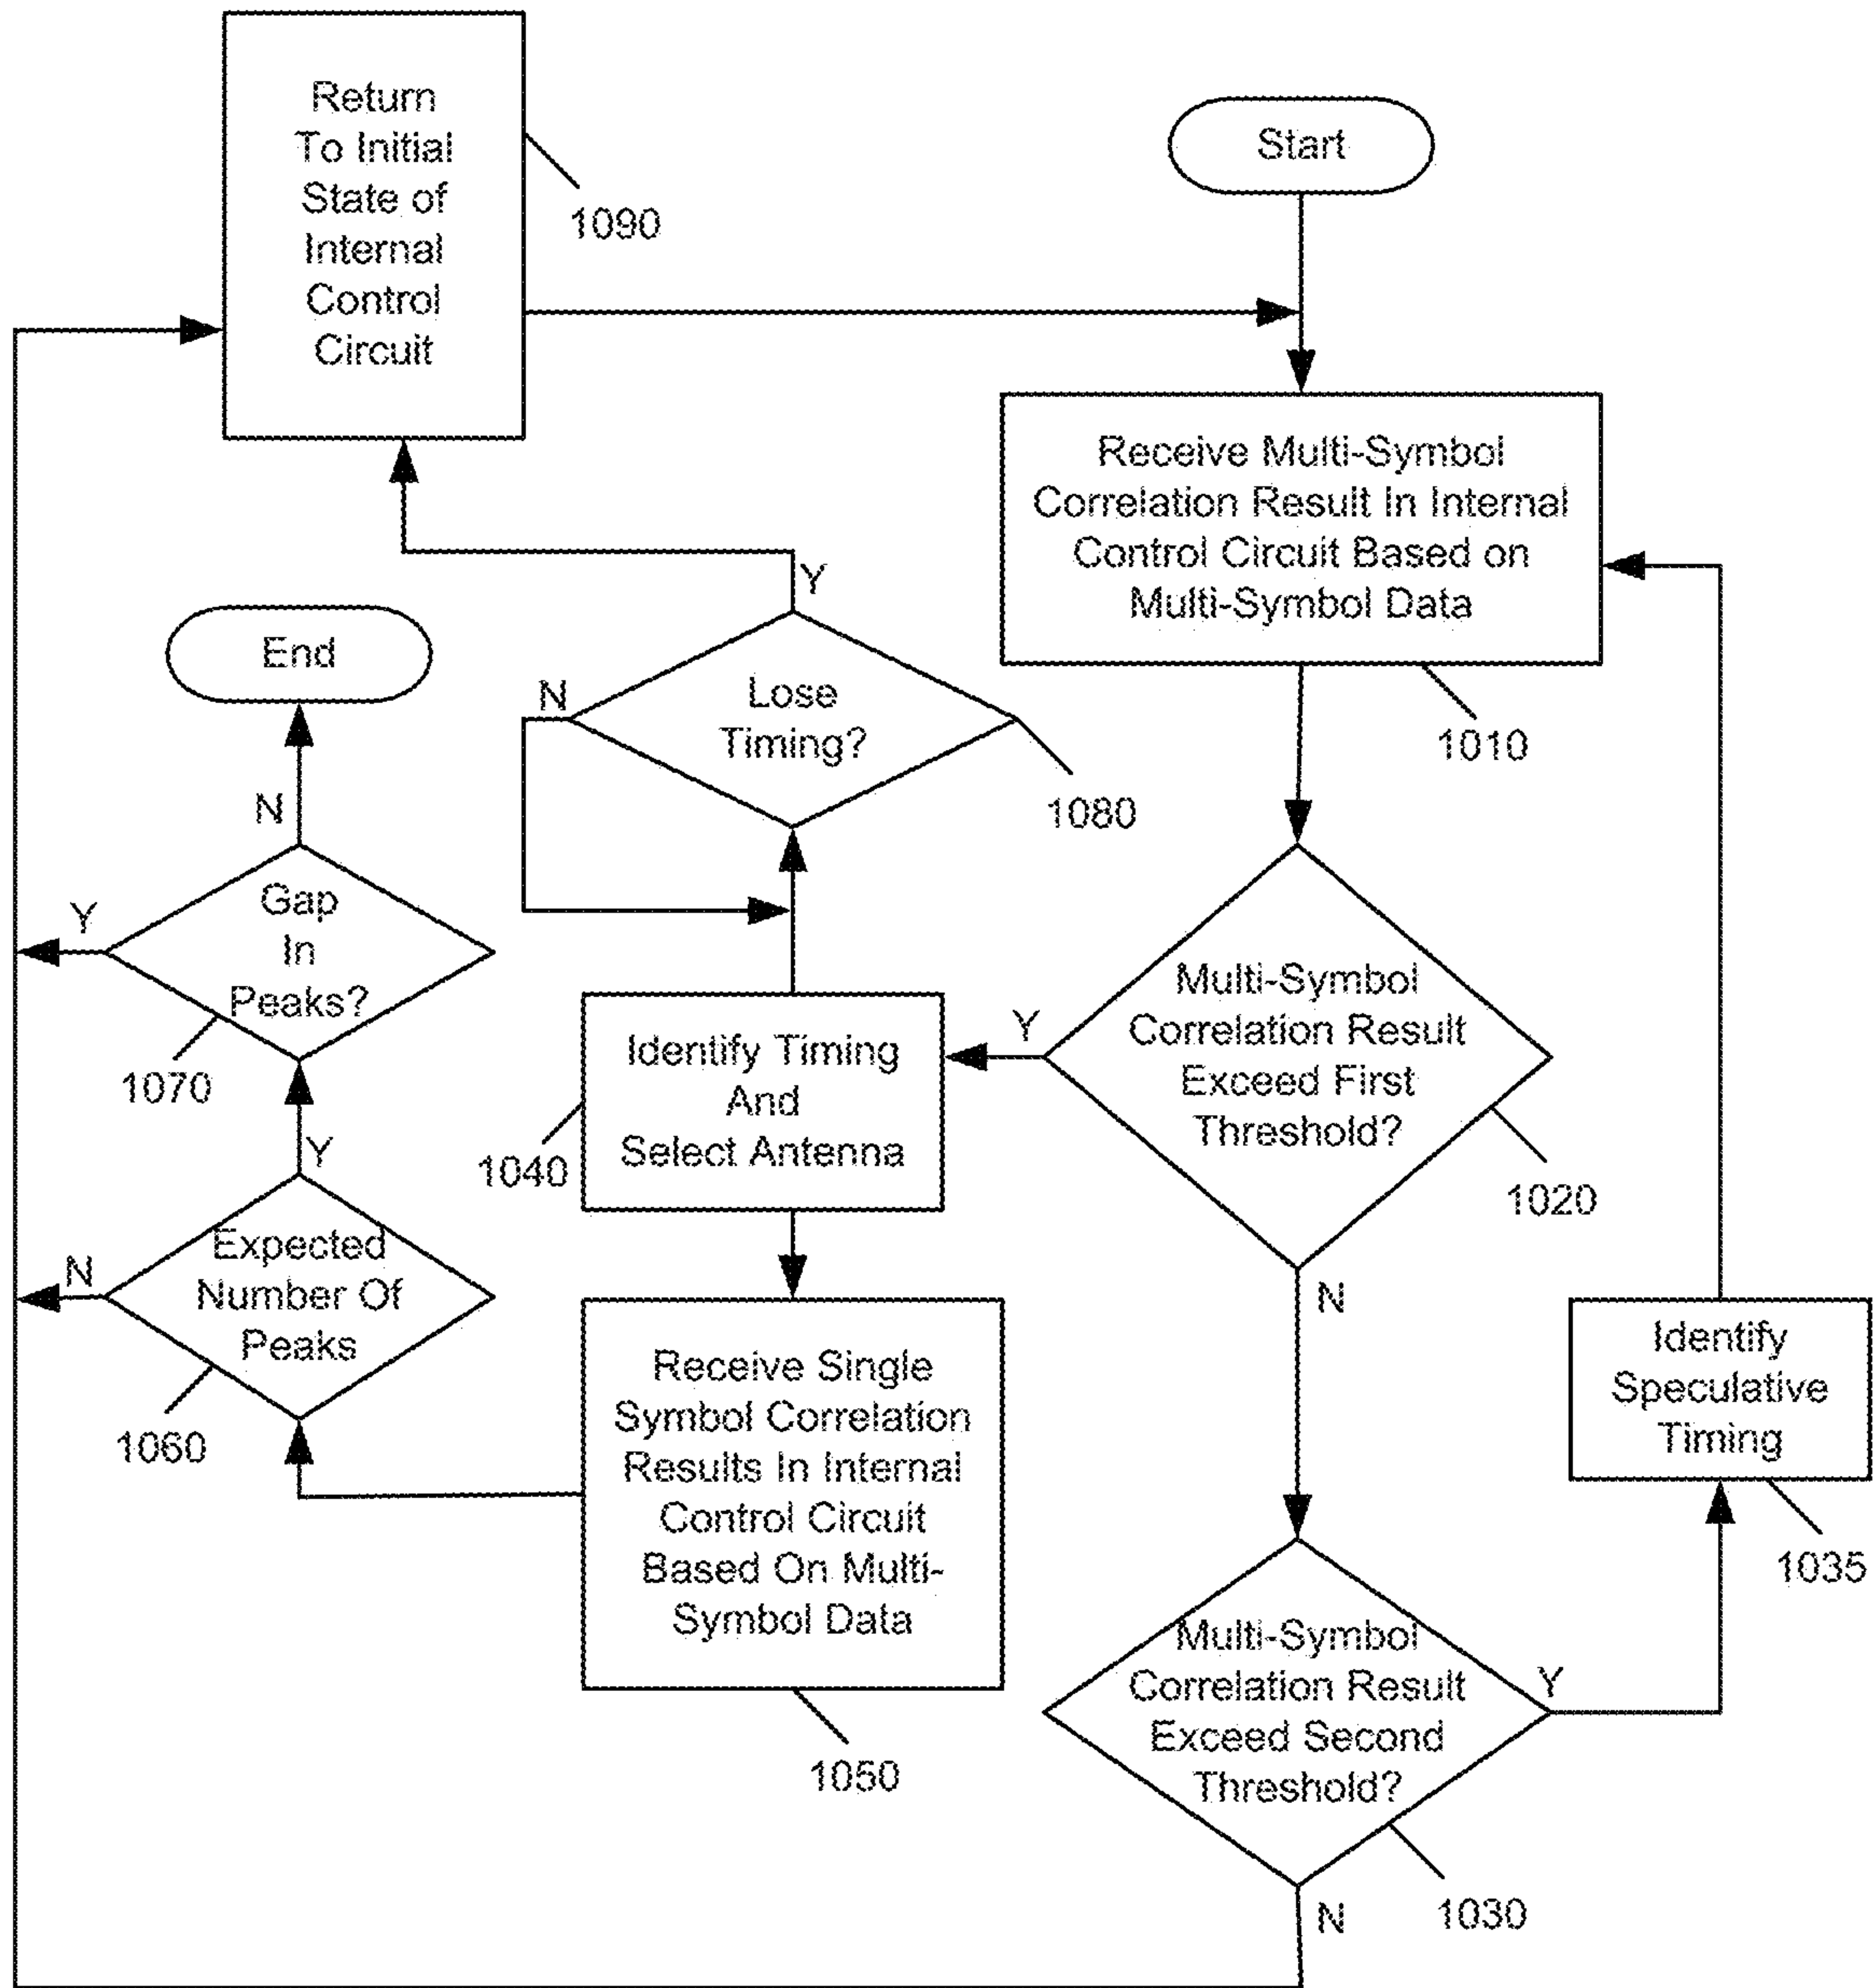 Return
To Initial
State of
Internal
Control
Circuit
1090
Start
Receive Multi-Symbol
Correlation Result In Internal
Control Circuit Based on
Multi-Symbol Data
1010
End
N
Gap
In
Peaks?
Y
1070
Y
Expected
Number Of
Peaks
N
1060
Y
Lose
Timing?
N
1080
Identify Timing
And
Select Antenna
1040
Y
Multi-Symbol
Correlation Result
Exceed First
Threshold?
1020
N
Receive Single
Symbol Correlation
Results In Internal
Control Circuit
Based On Multi-
Symbol Data
1050
Identify
Speculative
Timing
1035
Multi-Symbol
Correlation Result
Exceed Second
Threshold?
Y
1030
N